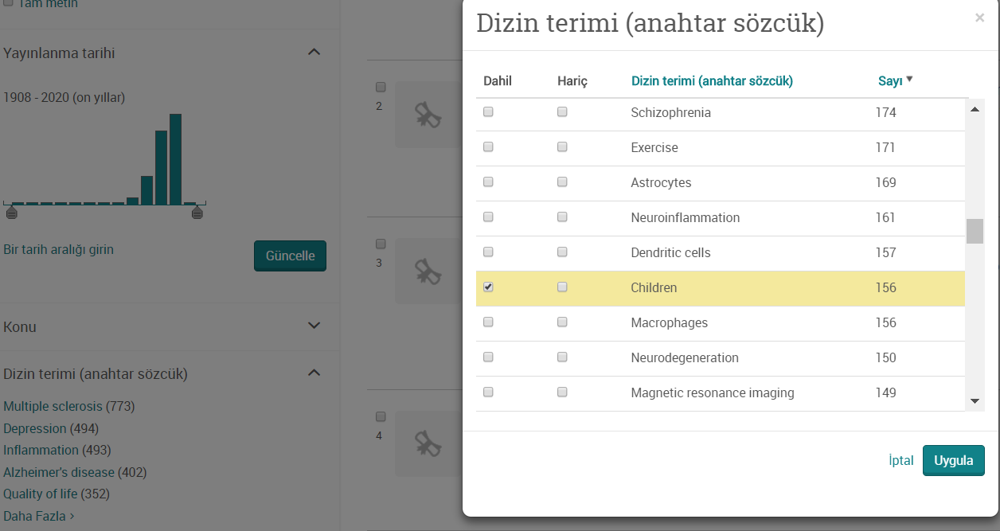 Tam metin
Yayınlanma tarihi
1908 - 2020 (on yıllar)
Bir tarih aralığı girin
Güncelle
Konu
Dizin terimi (anahtar sözcük)
Multiple sclerosis (773)
Depression (494)
Inflammation (493)
Alzheimer's disease (402)
Quality of life (352)
Daha Fazla ›
2
3
4
Dizin terimi (anahtar sözcük) ×
Dahil Hariç Dizin terimi (anahtar sözcük) Sayı ▼
Schizophrenia 174
Exercise 171
Astrocytes 169
Neuroinflammation 161
Dendritic cells 157
Children 156
Macrophages 156
Neurodegeneration 150
Magnetic resonance imaging 149
İptal Uygula